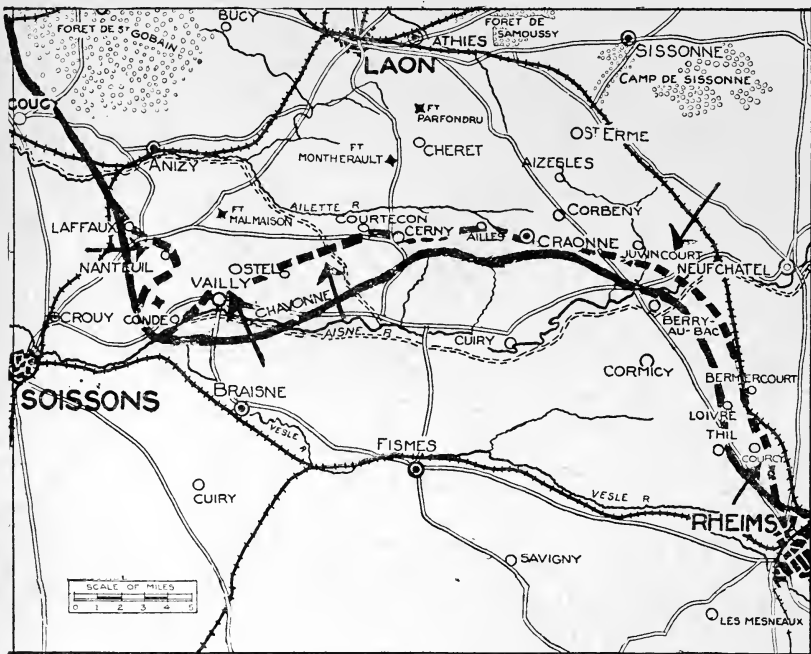 FORET DE ST GOBAIN
BUCY
ATHIES
FORET DE
SAMOUSSY
SISSONNE
LAON
CAMP DE SISSONNE
COUC
FT
PARFONDRU
ST ERME
ANIZY
FT
MONTHERAULT
CHERET
AIZELLES
FT
MALMAISON
AILETTE R
CORBENY
LAFFAUX
COURTECON
CERNY
AILLES
CRAONNE
JUVINCOURT
NANTEUIL
OSTEL
NEUFCHATEL
VAILLY
CHAVONNE
CROUY
CONDE
AISNE R
BERRY-
AU-BAC
CUIRY
CORMICY
SOISSONS
BRAISNE
BERMERCOURT
LOIVRE
THIL
VESLE R
FISMES
COURCY
CUIRY
VESLE R
RHEIMS
SAVIGNY
SCALE OF MILES
0 1 2 3 4 5
LES MESNEAUX